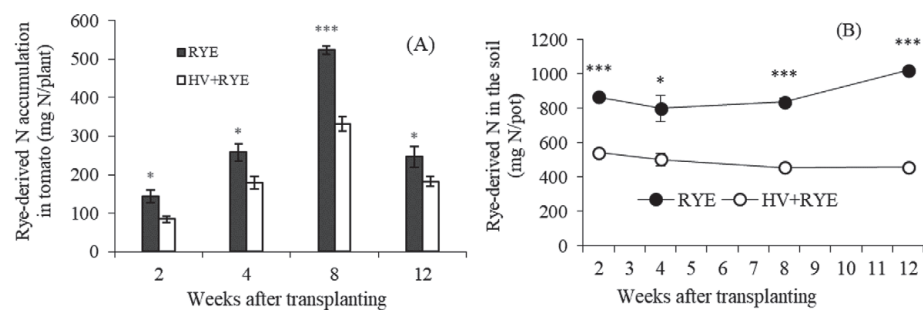 Rye-derived N accumulation
in tomato (mg N/plant)
600
500
400
300
200
100
0
RYE
HV+RYE
(A)
*
*
***
*
2 4 8 12
Weeks after transplanting
Rye-derived N in the soil
(mg N/pot)
1200
1000
800
600
400
200
0
(B)
***
*
***
***
RYE HV+RYE
2 3 4 5 6 7 8 9 10 11 12
Weeks after transplanting